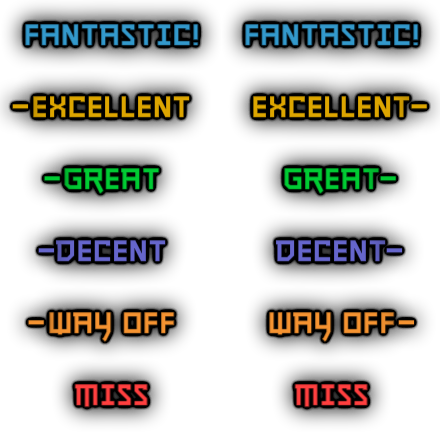 FANTASTIC! FANTASTIC!
-EXCELLENT EXCELLENT-
-GREAT GREAT-
-DECENT DECENT-
-WAY OFF WAY OFF-
MISS MISS